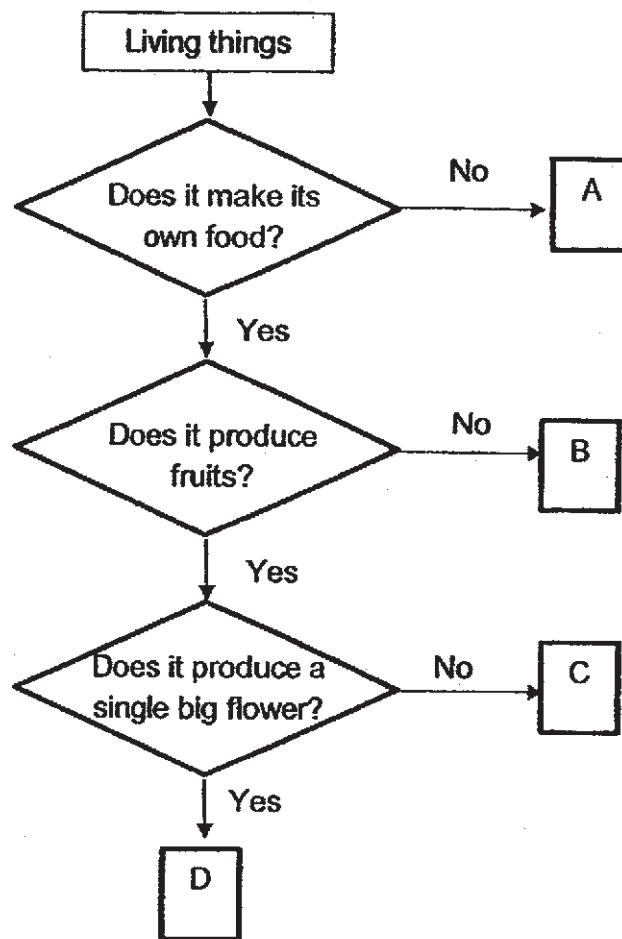 Living things
Does it make its
own food?
No
A
Yes
Does it produce
fruits?
No
B
Yes
Does it produce a
single big flower?
No
C
Yes
D